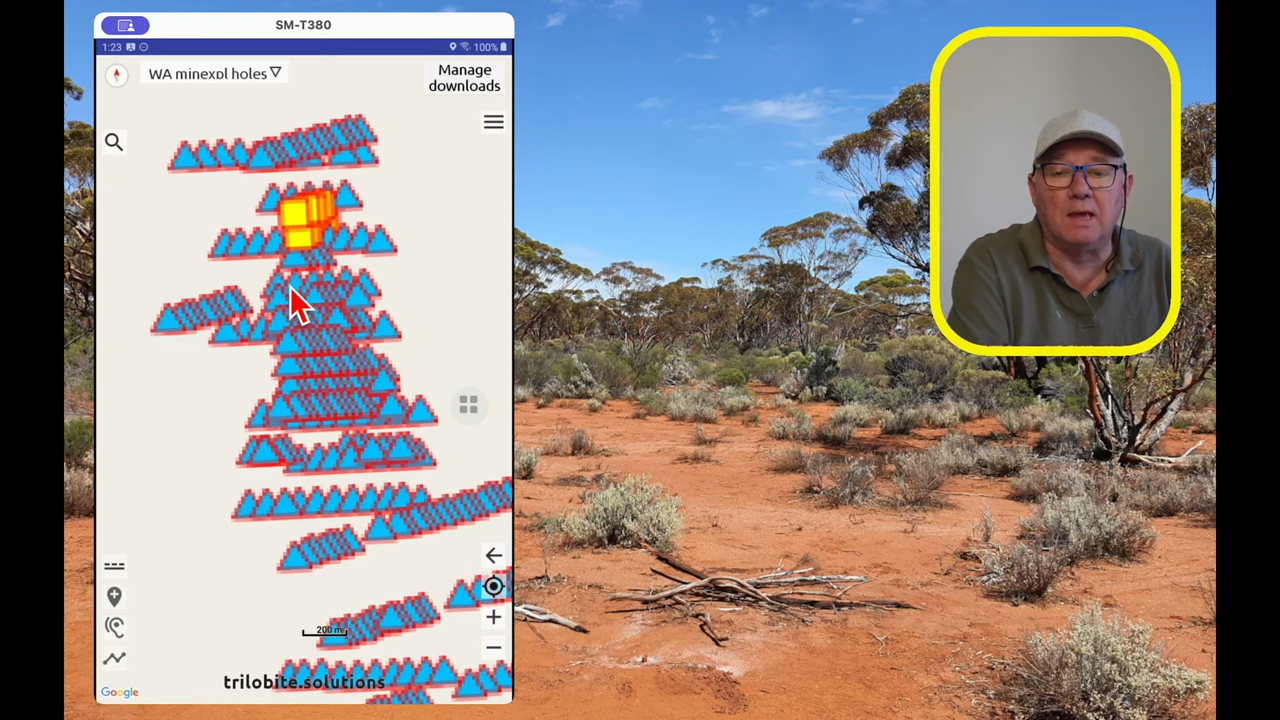 SM-T380
1:23
100%
WA minexpl holes ▽
Manage
downloads
200 m
trilobite.solutions
Google